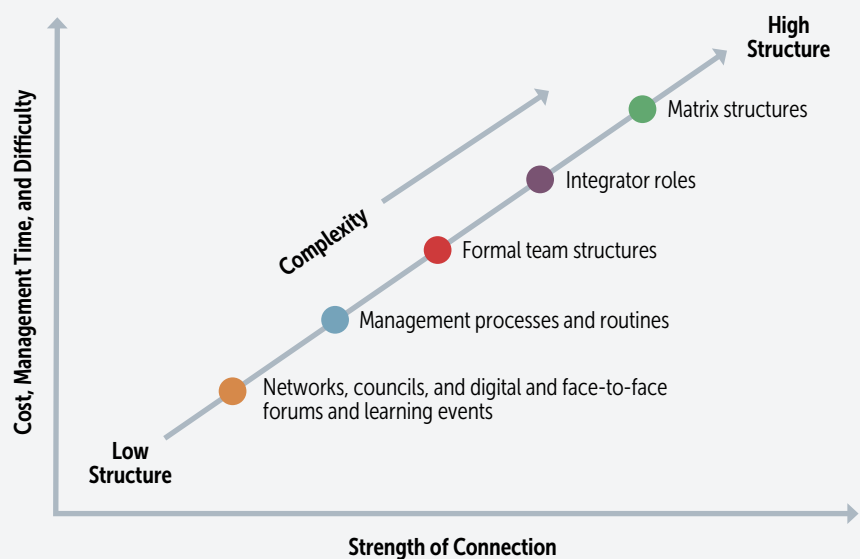 High
Structure
Matrix structures
Integrator roles
Complexity
Formal team structures
Management processes and routines
Networks, councils, and digital and face-to-face
forums and learning events
Low
Structure
Cost, Management Time, and Difficulty
Strength of Connection